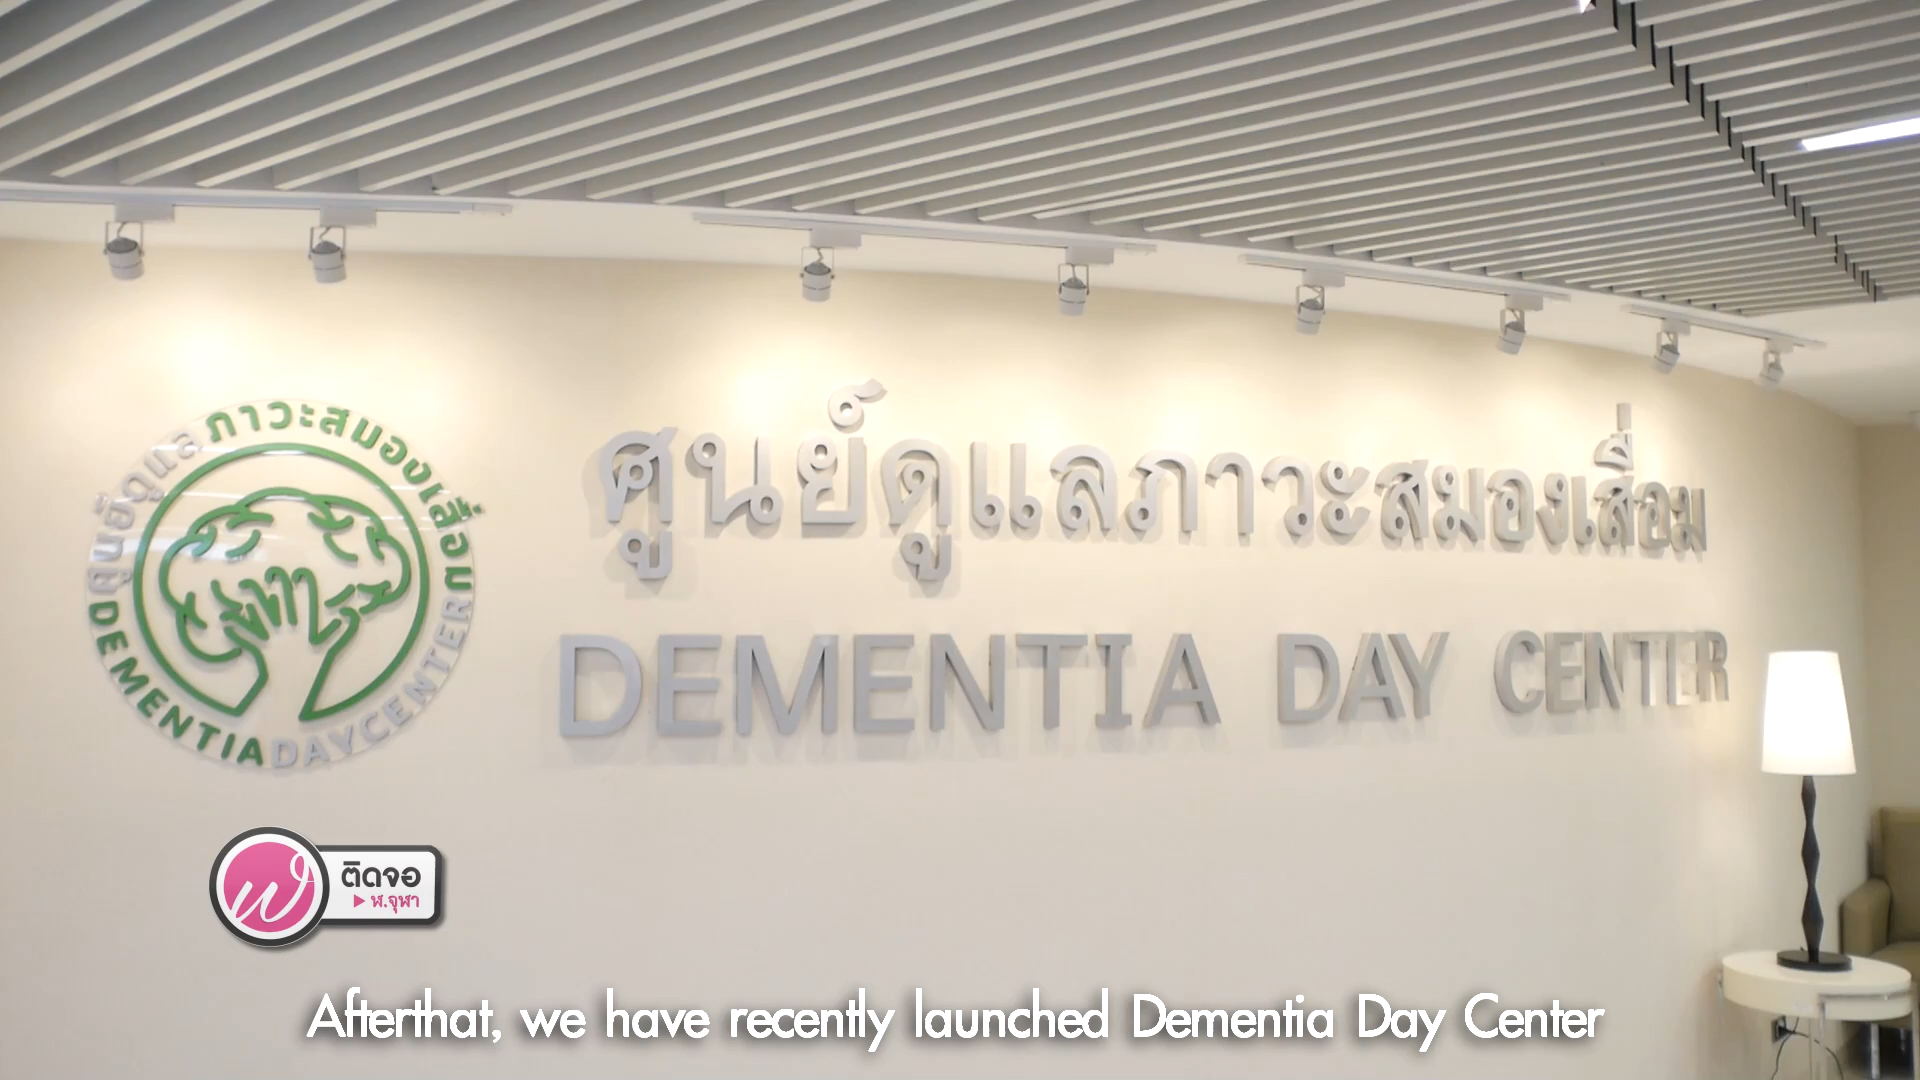 ศูนย์ดูแลภาวะสมองเสื่อม
DEMENTIA DAY CENTER
ศูนย์ดูแลภาวะสมองเสื่อม
DEMENTIA DAY CENTER
ติดจอ
ฬ.จุฬา
Afterthat, we have recently launched Dementia Day Center